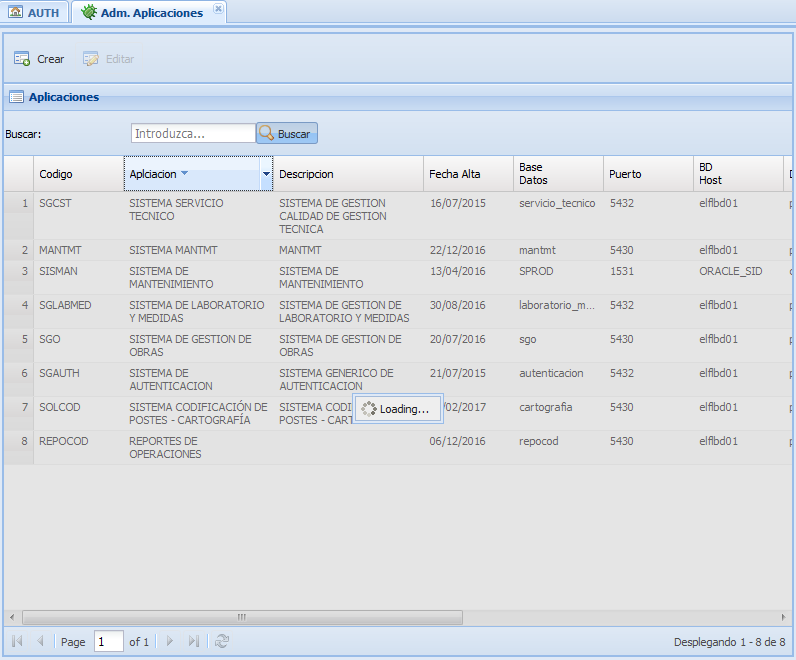 AUTH
Adm. Aplicaciones
Crear
Editar
Aplicaciones
Buscar:
Introduzca...
Buscar
Codigo
Aplciacion
Descripcion
Fecha Alta
Base
Datos
Puerto
BD
Host
1
SGCST
SISTEMA SERVICIO
TECNICO
SISTEMA DE GESTION
CALIDAD DE GESTION
TECNICA
16/07/2015
servicio_tecnico
5432
elflbd01
2
MANTMT
SISTEMA MANTMT
MANTMT
22/12/2016
mantmt
5430
elflbd01
3
SISMAN
SISTEMA DE
MANTENIMIENTO
SISTEMA DE
MANTENIMIENTO
13/04/2016
SPROD
1531
ORACLE_SID
4
SGLABMED
SISTEMA DE LABORATORIO
Y MEDIDAS
SISTEMA DE GESTION DE
LABORATORIO Y MEDIDAS
30/08/2016
laboratorio_m...
5432
elflbd01
5
SGO
SISTEMA DE GESTION DE
OBRAS
SISTEMA DE GESTION DE
OBRAS
20/07/2016
sgo
5430
elflbd01
6
SGAUTH
SISTEMA DE
AUTENTICACION
SISTEMA GENERICO DE
AUTENTICACION
21/07/2015
autenticacion
5432
elflbd01
7
SOLCOD
SISTEMA CODIFICACIÓN DE
POSTES - CARTOGRAFÍA
SISTEMA CODI
POSTES - CART
/02/2017
cartografia
5430
elflbd01
Loading...
8
REPOCOD
REPORTES DE
OPERACIONES
06/12/2016
repocod
5430
elflbd01
Page
1
of 1
Desplegando 1 - 8 de 8